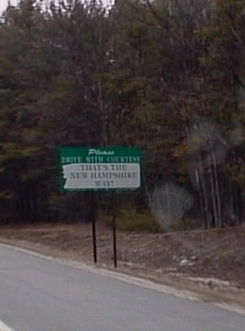 Please
DRIVE WITH COURTESY
THAT'S THE
NEW HAMPSHIRE
WAY!